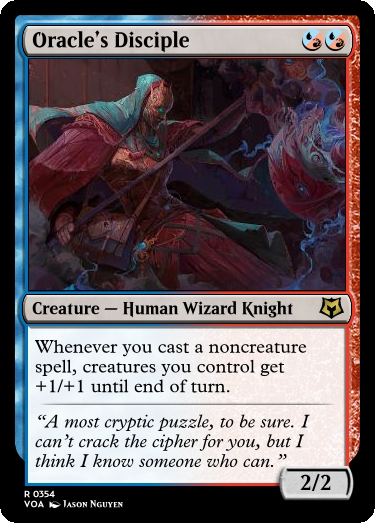 Oracle's Disciple
Creature — Human Wizard Knight
Whenever you cast a noncreature
spell, creatures you control get
+1/+1 until end of turn.
“A most cryptic puzzle, to be sure. I
can’t crack the cipher for you, but I
think I know someone who can.”
2/2
R 0354
VOA Jason Nguyen